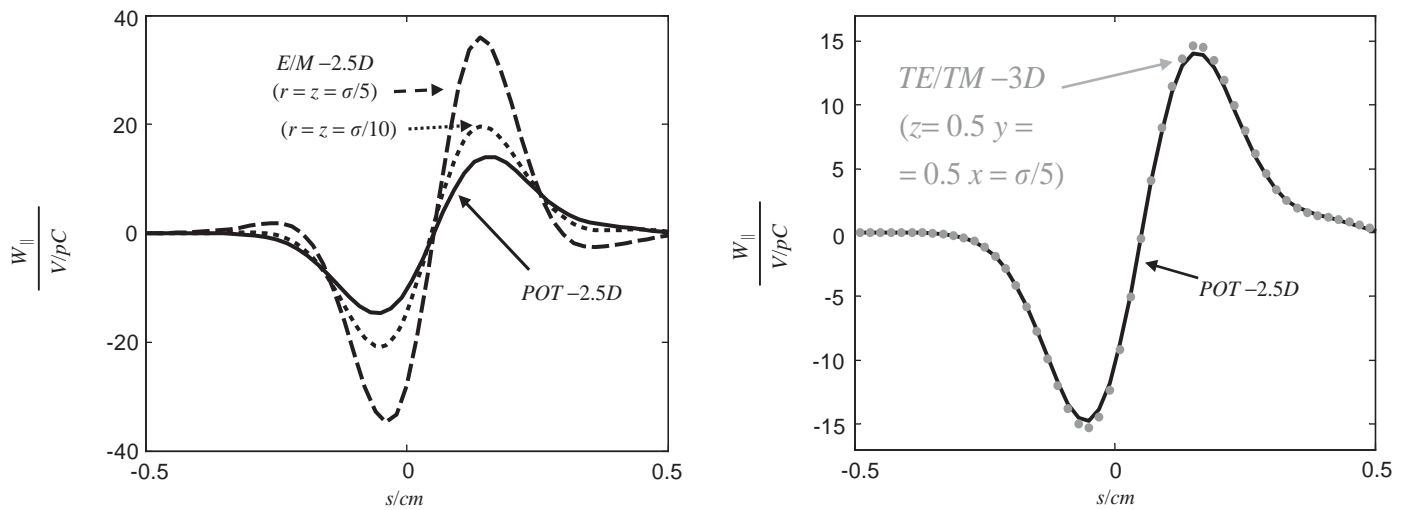 40
20
0
-20
-40
-0.5
0
0.5
s/cm
W∥
V/pC
E/M −2.5D
(r = z = σ/5)
(r = z = σ/10)
POT −2.5D
15
10
5
0
-5
-10
-15
-0.5
0
0.5
s/cm
W∥
V/pC
TE/TM −3D
(z= 0.5 y =
= 0.5 x = σ/5)
POT −2.5D